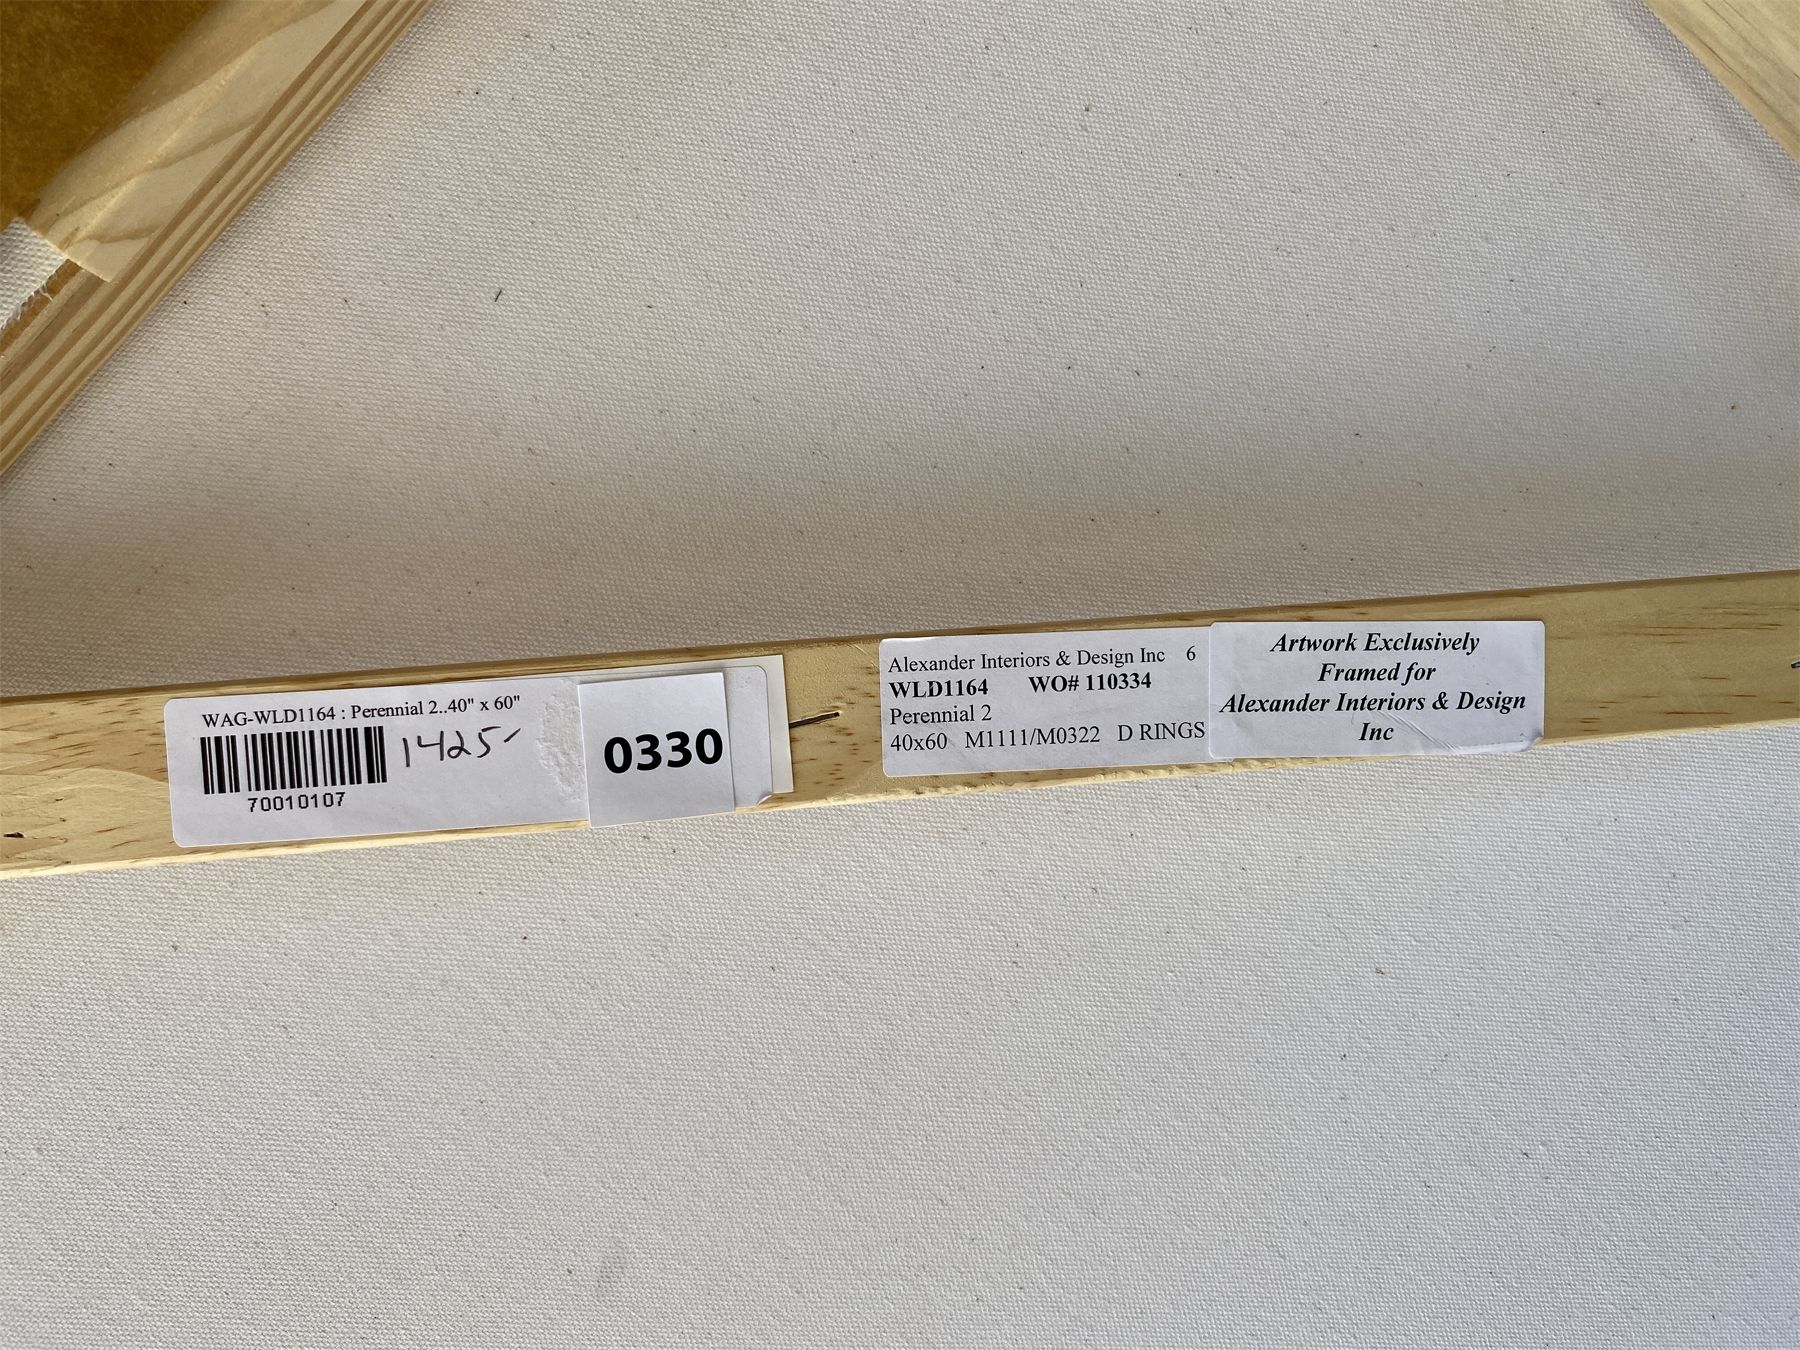 WAG-WLD1164 : Perennial 2..40" x 60"
1425-
70010107
0330
Alexander Interiors & Design Inc 6
WLD1164 WO# 110334
Perennial 2
40x60 M1111/M0322 D RINGS
Artwork Exclusively
Framed for
Alexander Interiors & Design
Inc